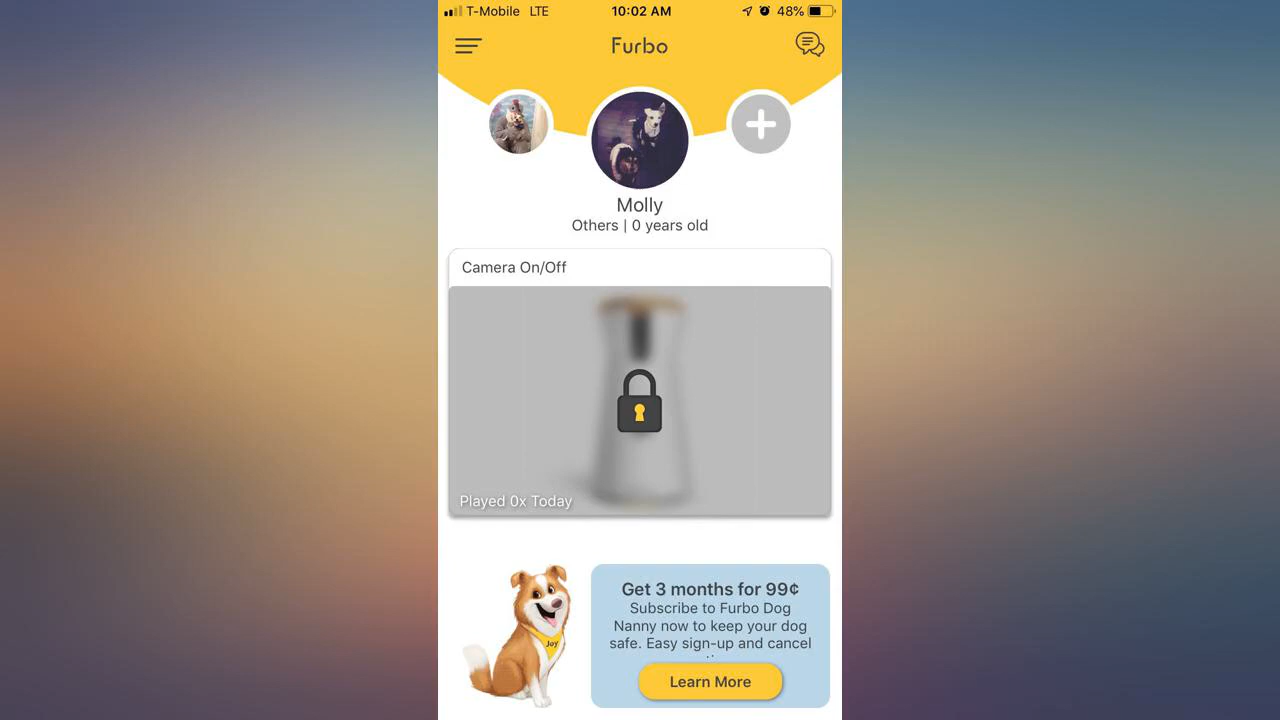 T-Mobile LTE 10:02 AM 48%
Furbo
Molly
Others | 0 years old
Camera On/Off
Played 0x Today
Joy
Get 3 months for 99¢
Subscribe to Furbo Dog
Nanny now to keep your dog
safe. Easy sign-up and cancel
Learn More